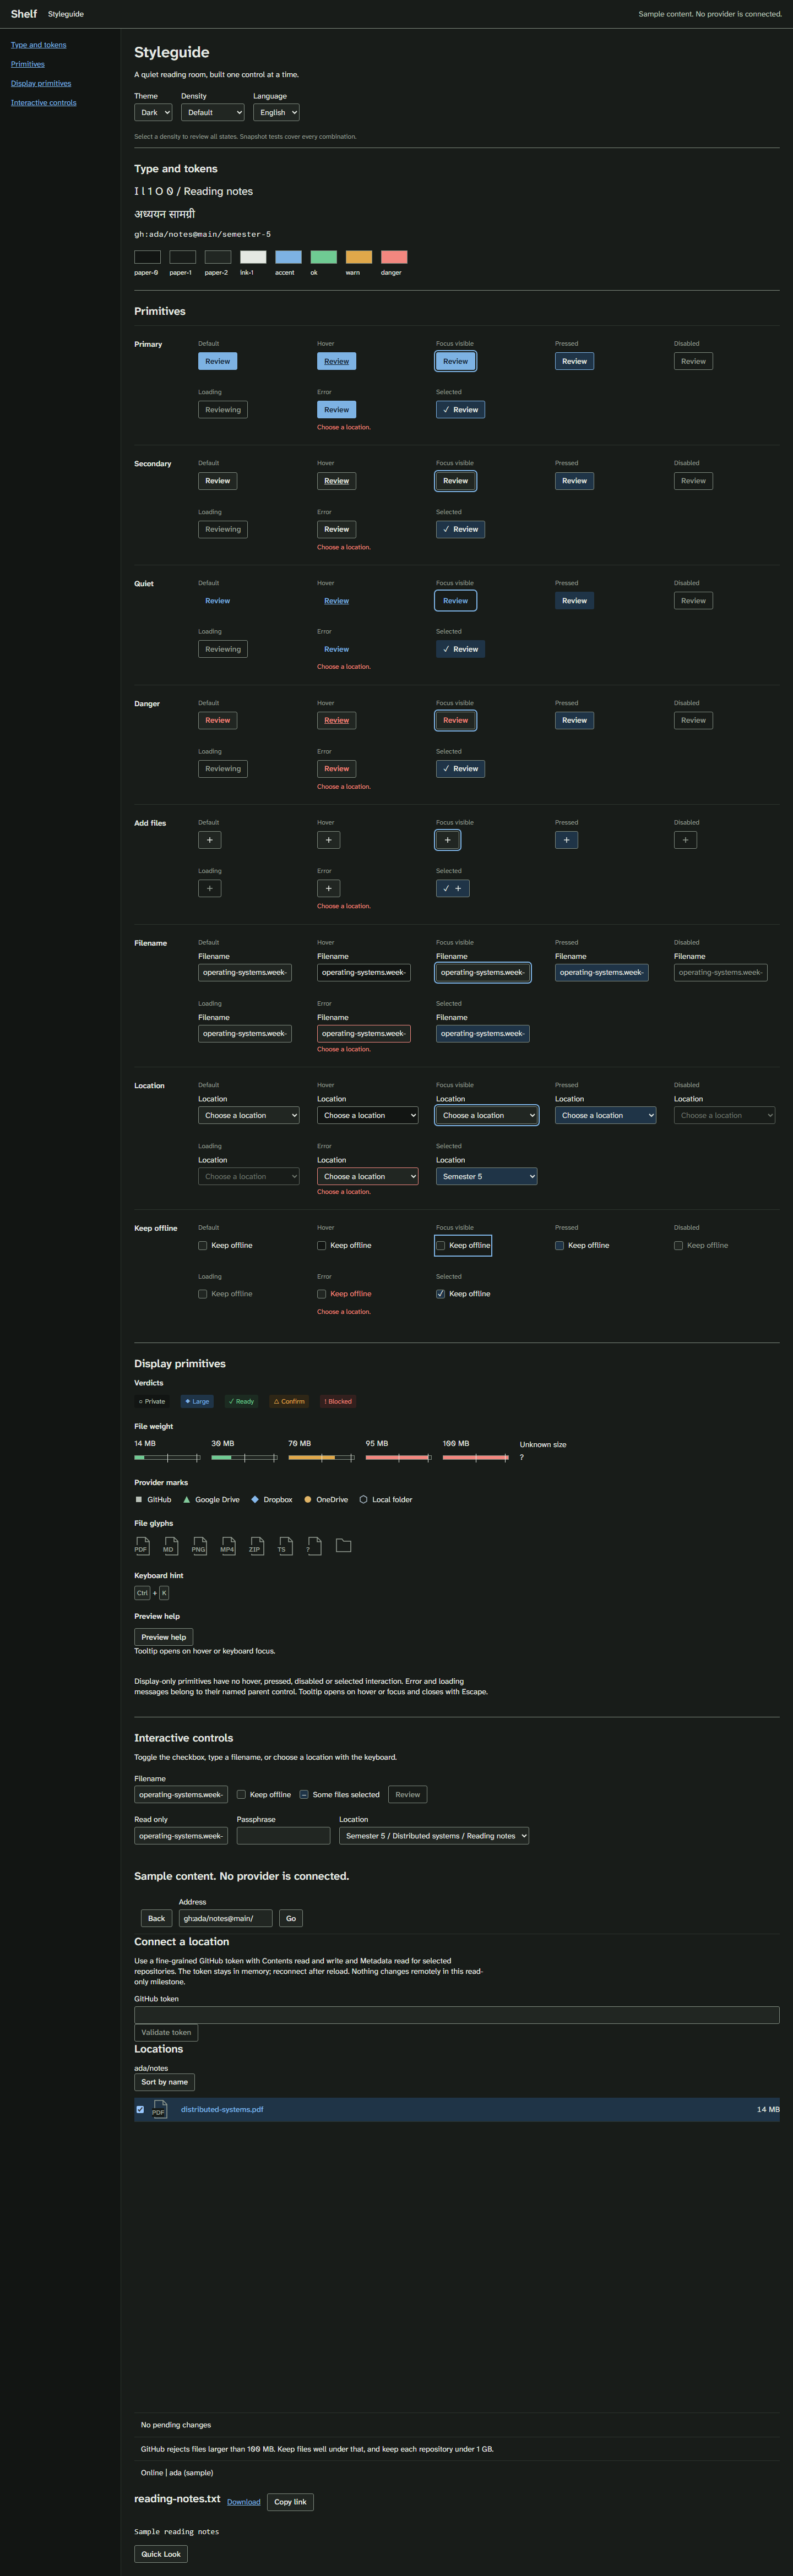 Shelf Styleguide Sample content. No provider is connected.
Type and tokens
Primitives
Display primitives
Interactive controls
Styleguide
A quiet reading room, built one control at a time.
Theme Density Language
Dark Default English
Select a density to review all states. Snapshot tests cover every combination.
Type and tokens
I l 1 O 0 / Reading notes
अध्ययन सामग्री
gh:ada/notes@main/semester-5
paper-0 paper-1 paper-2 ink-1 accent ok warn danger
Primitives
Primary Default Hover Focus visible Pressed Disabled
Review Review Review Review Review
Loading Error Selected
Reviewing Review ✓ Review
Choose a location.
Secondary Default Hover Focus visible Pressed Disabled
Review Review Review Review Review
Loading Error Selected
Reviewing Review ✓ Review
Choose a location.
Quiet Default Hover Focus visible Pressed Disabled
Review Review Review Review Review
Loading Error Selected
Reviewing Review ✓ Review
Choose a location.
Danger Default Hover Focus visible Pressed Disabled
Review Review Review Review Review
Loading Error Selected
Reviewing Review ✓ Review
Choose a location.
Add files Default Hover Focus visible Pressed Disabled
+ + + + +
Loading Error Selected
+ + ✓ +
Choose a location.
Filename Default Hover Focus visible Pressed Disabled
Filename Filename Filename Filename Filename
operating-systems.week- operating-systems.week- operating-systems.week- operating-systems.week- operating-systems.week-
Loading Error Selected
Filename Filename Filename
operating-systems.week- operating-systems.week- operating-systems.week-
Choose a location.
Location Default Hover Focus visible Pressed Disabled
Location Location Location Location Location
Choose a location Choose a location Choose a location Choose a location Choose a location
Loading Error Selected
Location Location Location
Choose a location Choose a location Semester 5
Choose a location.
Keep offline Default Hover Focus visible Pressed Disabled
Keep offline Keep offline Keep offline Keep offline Keep offline
Loading Error Selected
Keep offline Keep offline Keep offline
Choose a location.
Display primitives
Verdicts
○ Private ◆ Large ✓ Ready △ Confirm ! Blocked
File weight
14 MB 30 MB 70 MB 95 MB 100 MB Unknown size
?
Provider marks
GitHub Google Drive Dropbox OneDrive Local folder
File glyphs
PDF MD PNG MP4 ZIP TS ?
Keyboard hint
Ctrl + K
Preview help
Preview help
Tooltip opens on hover or keyboard focus.
Display-only primitives have no hover, pressed, disabled or selected interaction. Error and loading
messages belong to their named parent control. Tooltip opens on hover or focus and closes with Escape.
Interactive controls
Toggle the checkbox, type a filename, or choose a location with the keyboard.
Filename
operating-systems.week- Keep offline Some files selected Review
Read only Passphrase Location
operating-systems.week- Semester 5 / Distributed systems / Reading notes
Sample content. No provider is connected.
Address
Back gh:ada/notes@main/ Go
Connect a location
Use a fine-grained GitHub token with Contents read and write and Metadata read for selected
repositories. The token stays in memory; reconnect after reload. Nothing changes remotely in this read-
only milestone.
GitHub token
Validate token
Locations
ada/notes
Sort by name
PDF distributed-systems.pdf 14 MB
No pending changes
GitHub rejects files larger than 100 MB. Keep files well under that, and keep each repository under 1 GB.
Online | ada (sample)
reading-notes.txt Download Copy link
Sample reading notes
Quick Look